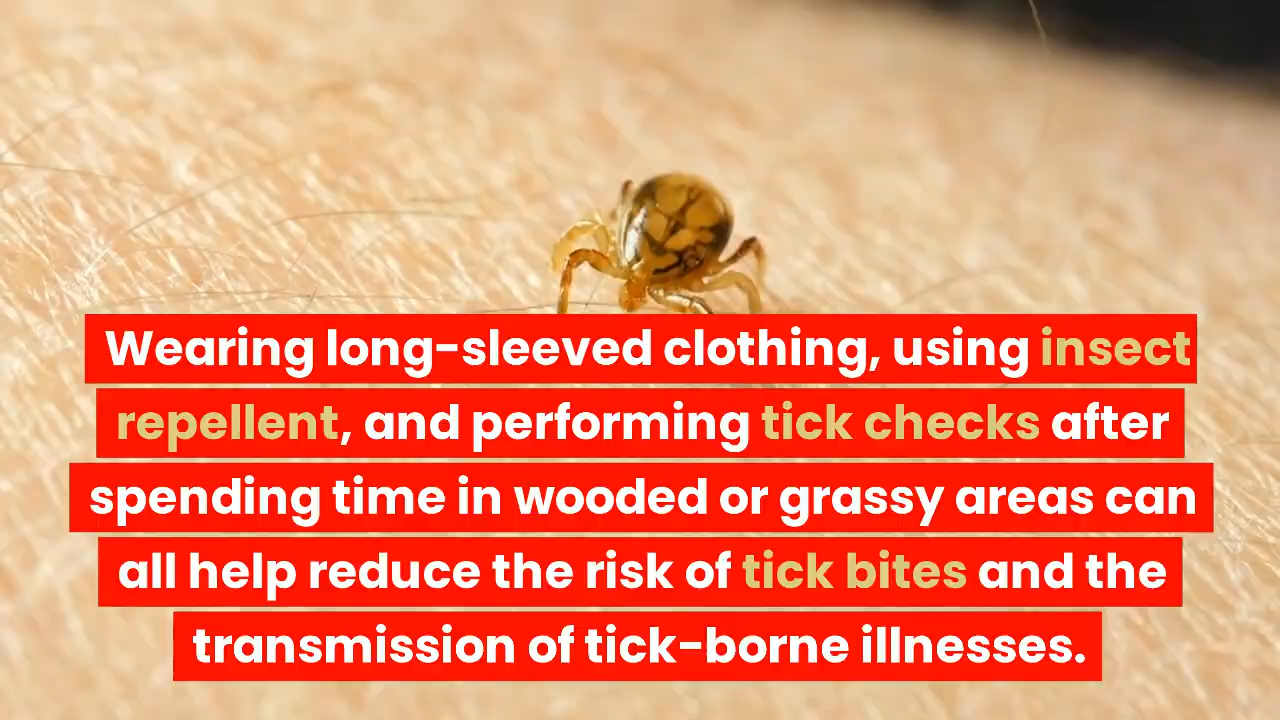 Wearing long-sleeved clothing, using insect
repellent, and performing tick checks after
spending time in wooded or grassy areas can
all help reduce the risk of tick bites and the
transmission of tick-borne illnesses.